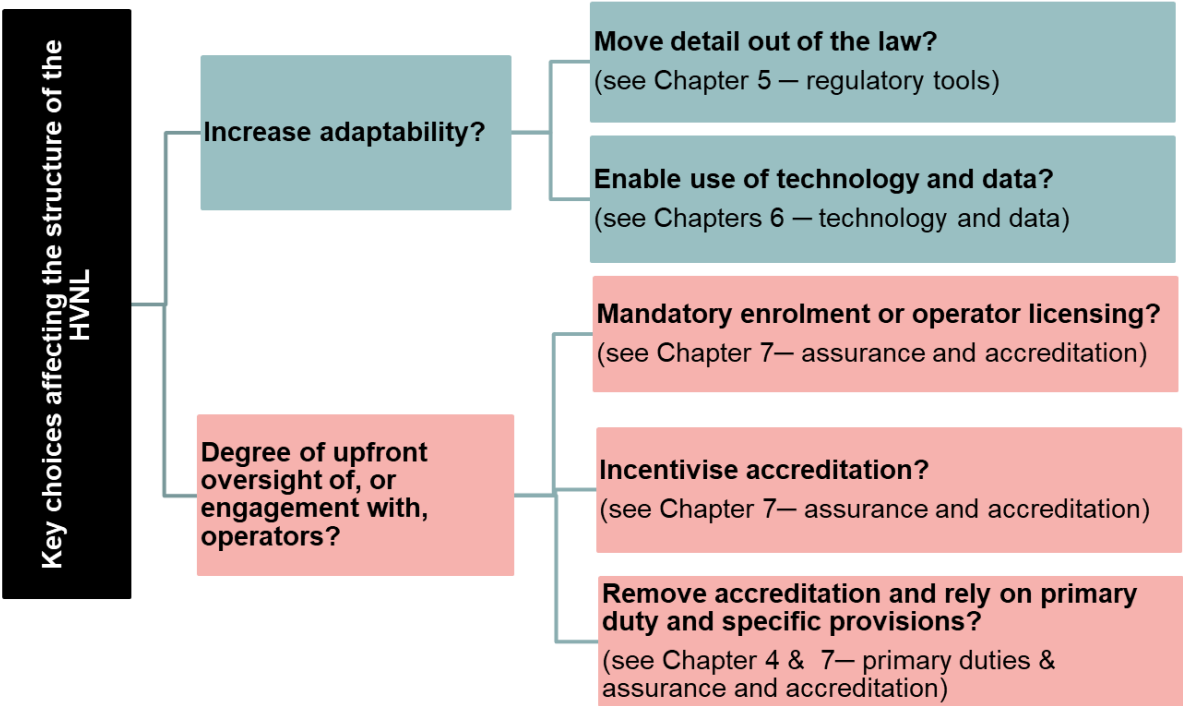 Key choices affecting the structure of the
HVNL
Increase adaptability?
Move detail out of the law?
(see Chapter 5 — regulatory tools)
Enable use of technology and data?
(see Chapters 6 — technology and data)
Degree of upfront
oversight of, or
engagement with,
operators?
Mandatory enrolment or operator licensing?
(see Chapter 7— assurance and accreditation)
Incentivise accreditation?
(see Chapter 7— assurance and accreditation)
Remove accreditation and rely on primary
duty and specific provisions?
(see Chapter 4 &  7— primary duties &
assurance and accreditation)